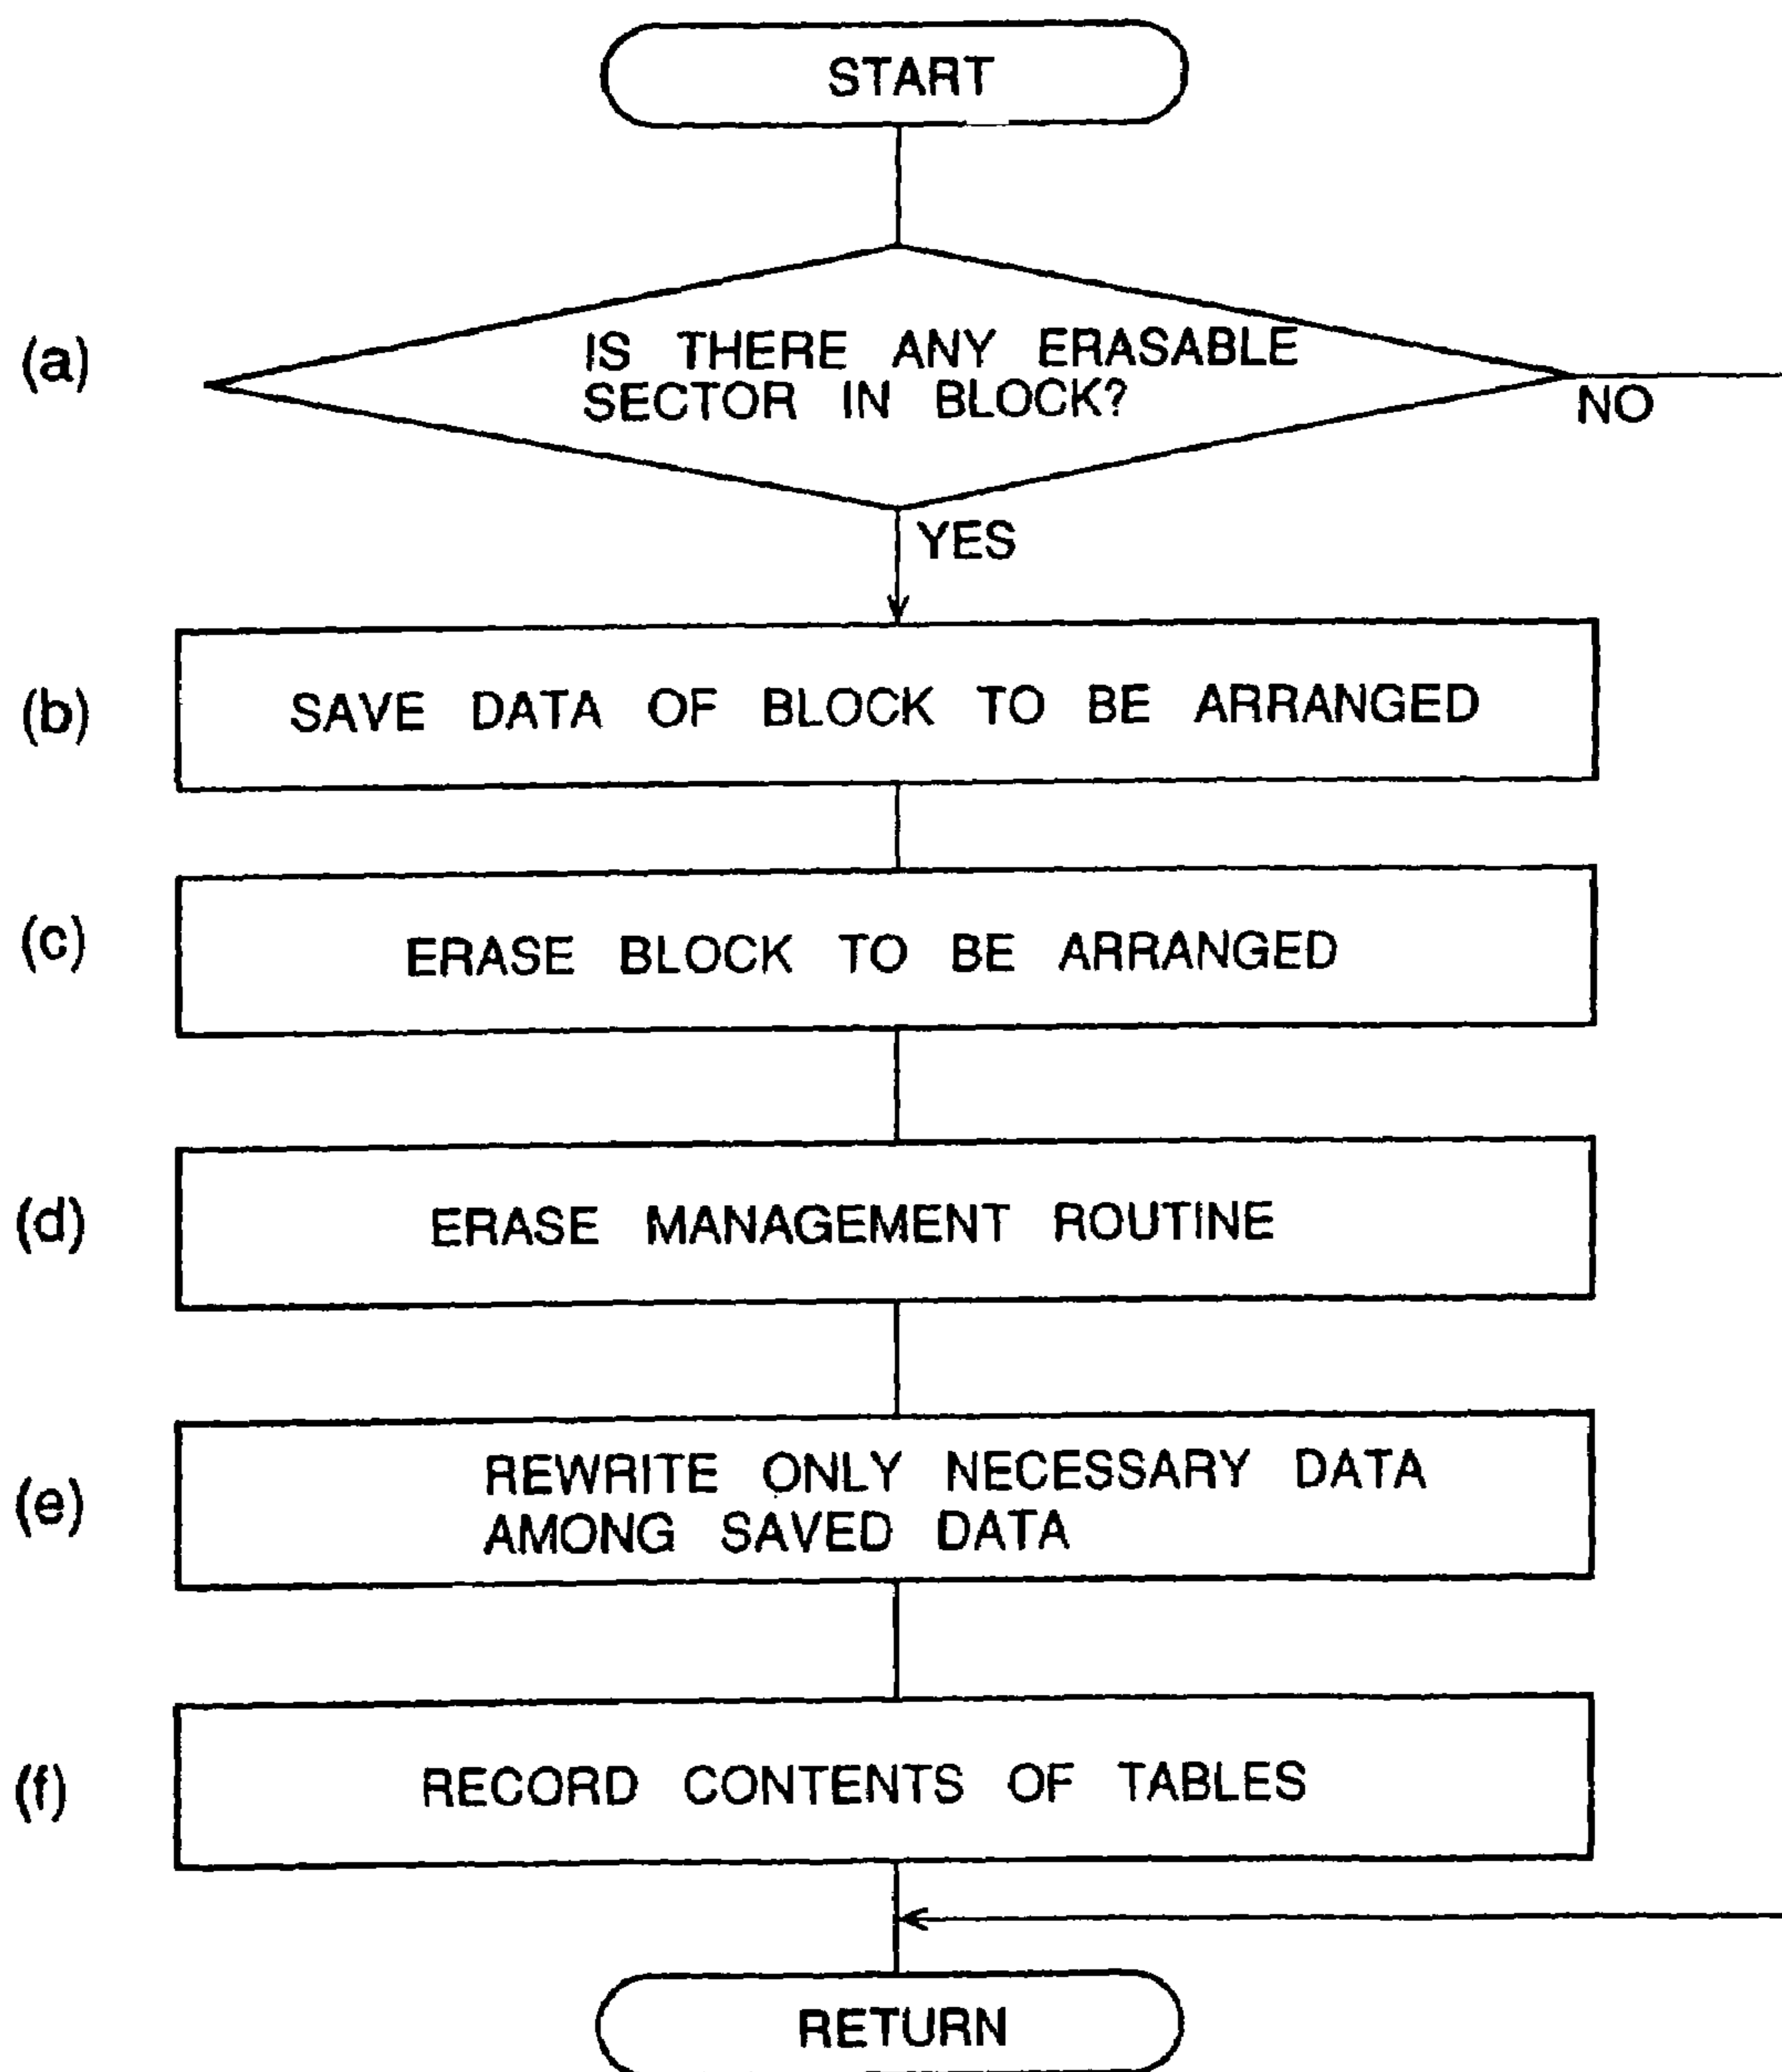 START
(a)
IS THERE ANY ERASABLE
SECTOR IN BLOCK?
NO
YES
(b)
SAVE DATA OF BLOCK TO BE ARRANGED
(c)
ERASE BLOCK TO BE ARRANGED
(d)
ERASE MANAGEMENT ROUTINE
(e)
REWRITE ONLY NECESSARY DATA
AMONG SAVED DATA
(f)
RECORD CONTENTS OF TABLES
RETURN